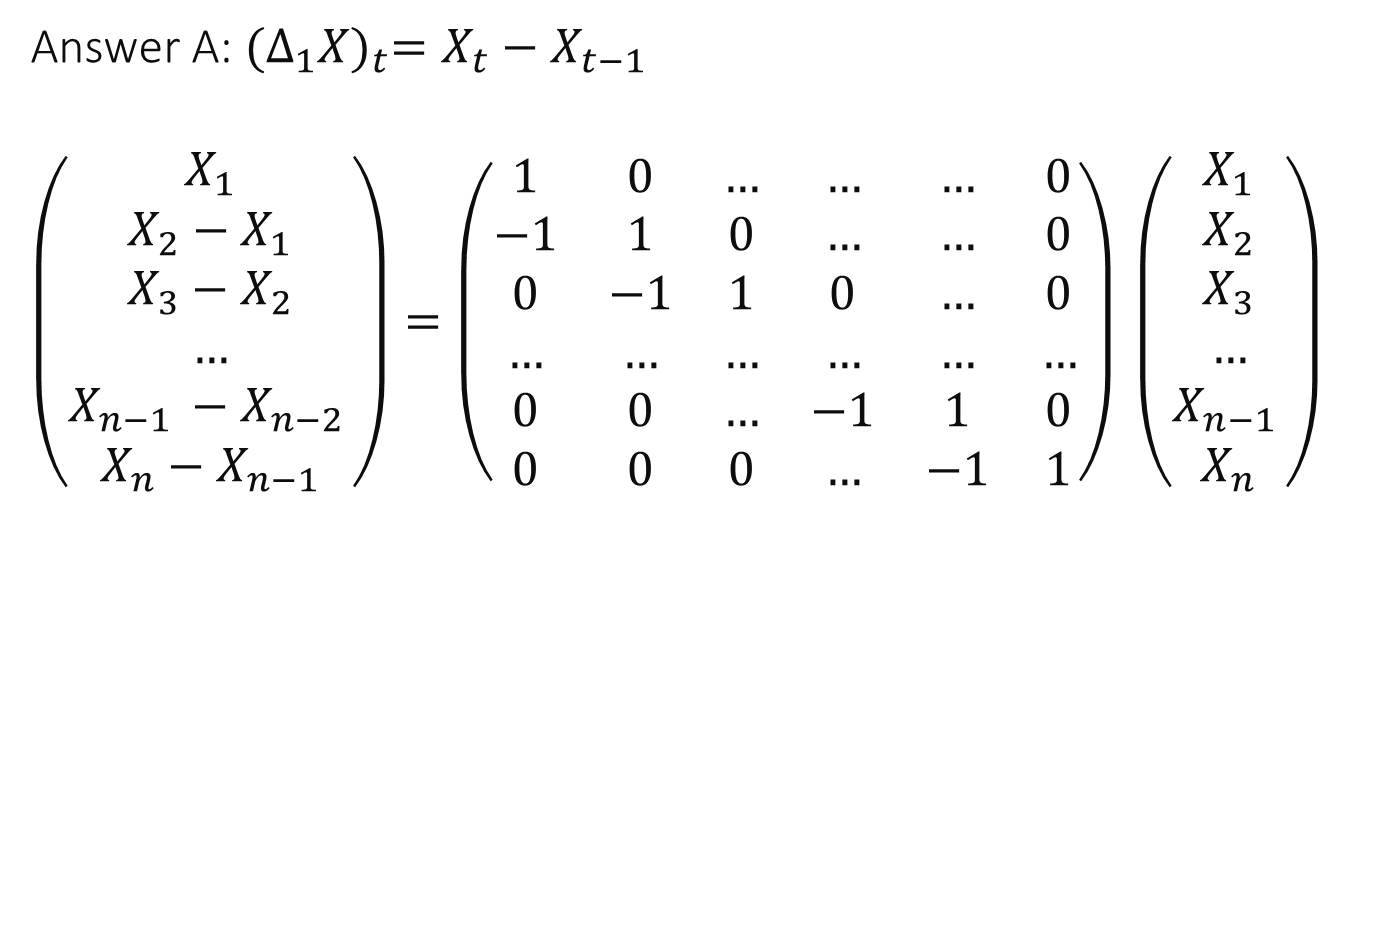 Answer A: (Δ₁X)ₜ= Xₜ − Xₜ₋₁
( X₁ ) ( 1 0 … … … 0 ) ( X₁ )
( X₂ − X₁ ) ( −1 1 0 … … 0 ) ( X₂ )
( X₃ − X₂ ) = ( 0 −1 1 0 … 0 ) ( X₃ )
( … ) ( … … … … … … ) ( … )
( Xₙ₋₁ − Xₙ₋₂ ) ( 0 0 … −1 1 0 ) ( Xₙ₋₁ )
( Xₙ − Xₙ₋₁ ) ( 0 0 0 … −1 1 ) ( Xₙ )